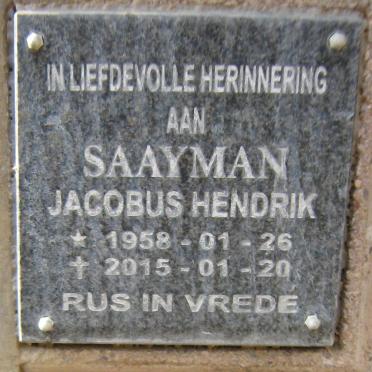 IN LIEFDEVOLLE HERINNERING
AAN
SAAYMAN
JACOBUS HENDRIK
★ 1958 - 01 - 26
✝ 2015 - 01 - 20
RUS IN VREDE